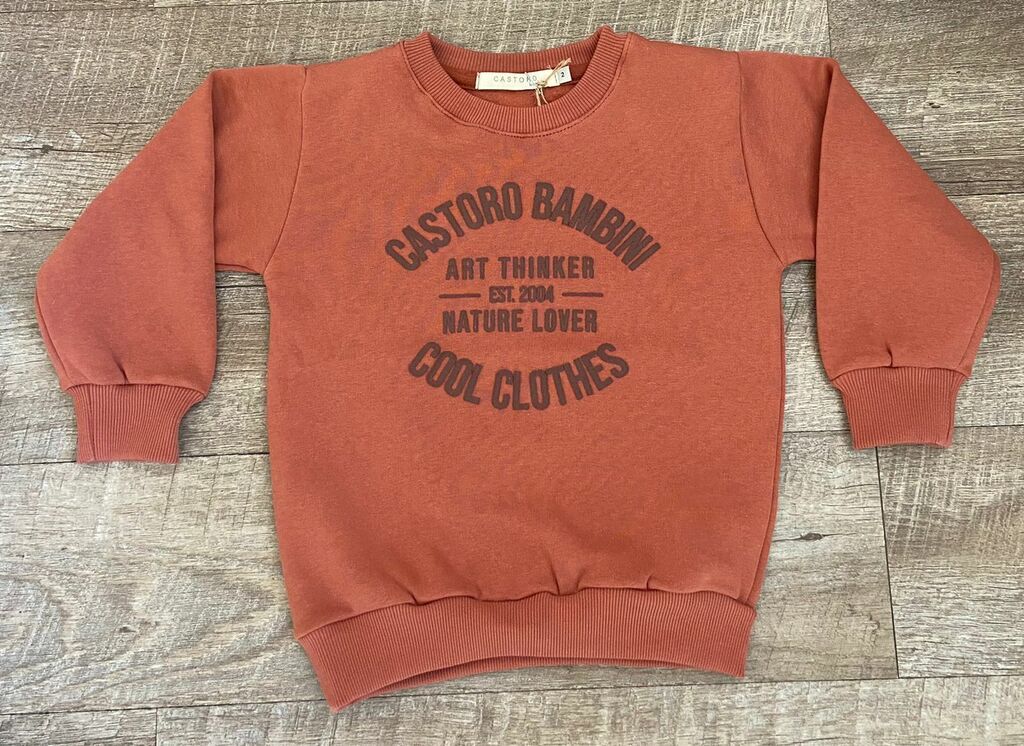 CASTORO
2
CASTORO BAMBINI
ART THINKER
EST. 2004
NATURE LOVER
COOL CLOTHES